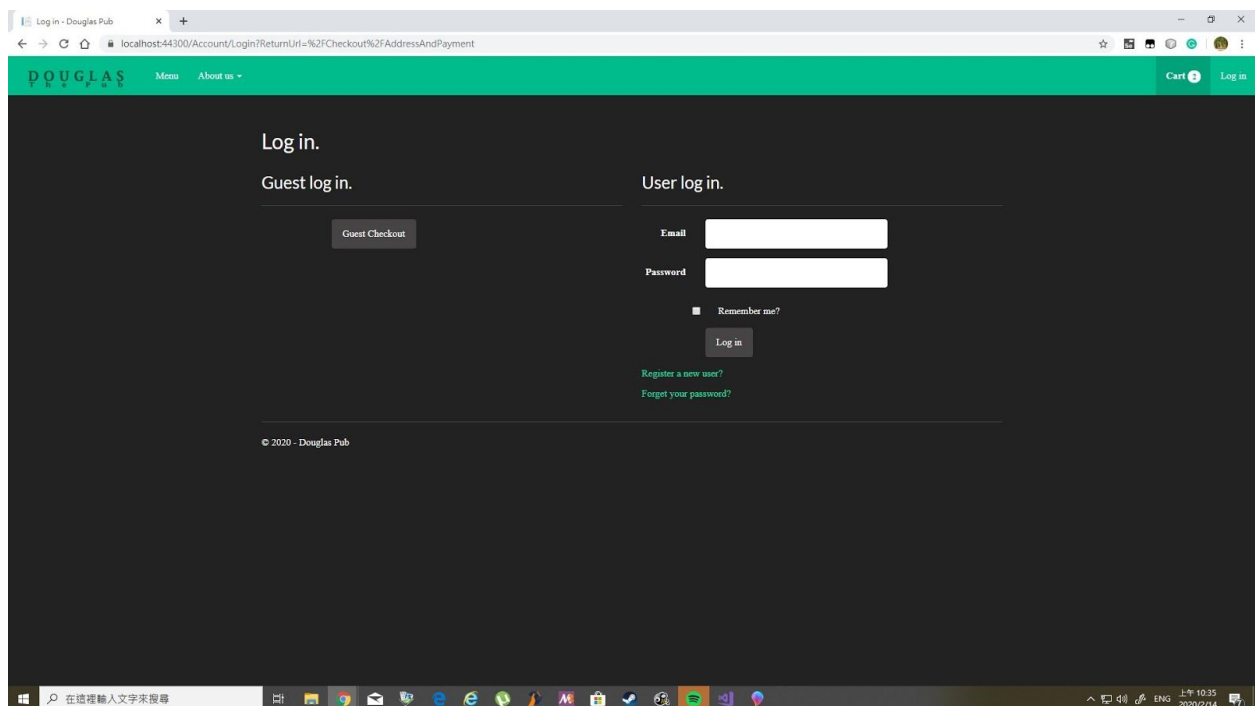 Log in - Douglas Pub
localhost:44300/Account/Login?ReturnUrl=%2FCheckout%2FAddressAndPayment
DOUGLAS
The Pub
Menu About us
Cart 2 Log in
Log in.
Guest log in.
User log in.
Guest Checkout
Email
Password
Remember me?
Log in
Register a new user?
Forget your password?
© 2020 - Douglas Pub
在這裡輸入文字來搜尋
ENG
上午 10:35
2020/2/14